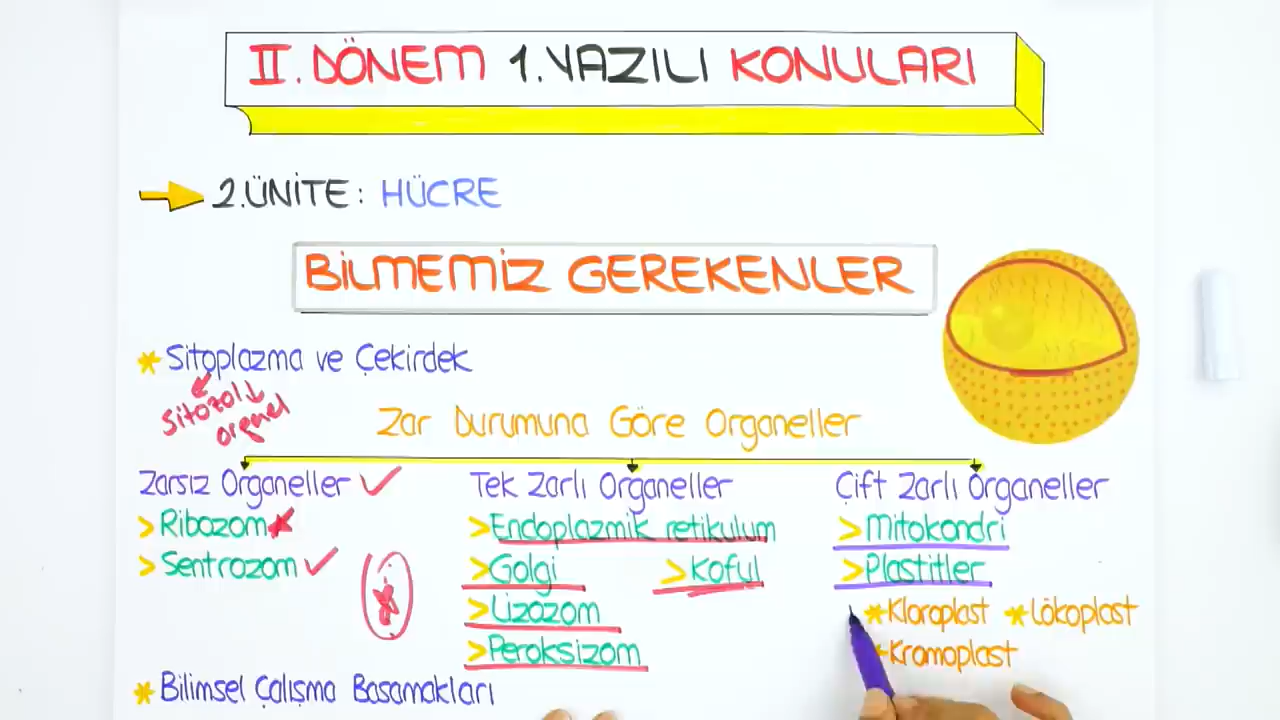 II. DÖNEM 1. YAZILI KONULARI
2.ÜNİTE: HÜCRE
BİLMEMİZ GEREKENLER
* Sitoplazma ve Çekirdek
Sitozol organel
Zar Durumuna Göre Organeller
Zarsız Organeller
> Ribozom
> Sentrozom
Tek Zarlı Organeller
> Endoplazmik retikulum
> Golgi > Koful
> Lizozom
> Peroksizom
Çift Zarlı Organeller
> Mitokondri
> Plastitler
* Kloroplast * Lökoplast
* Kromoplast
* Bilimsel Çalışma Basamakları